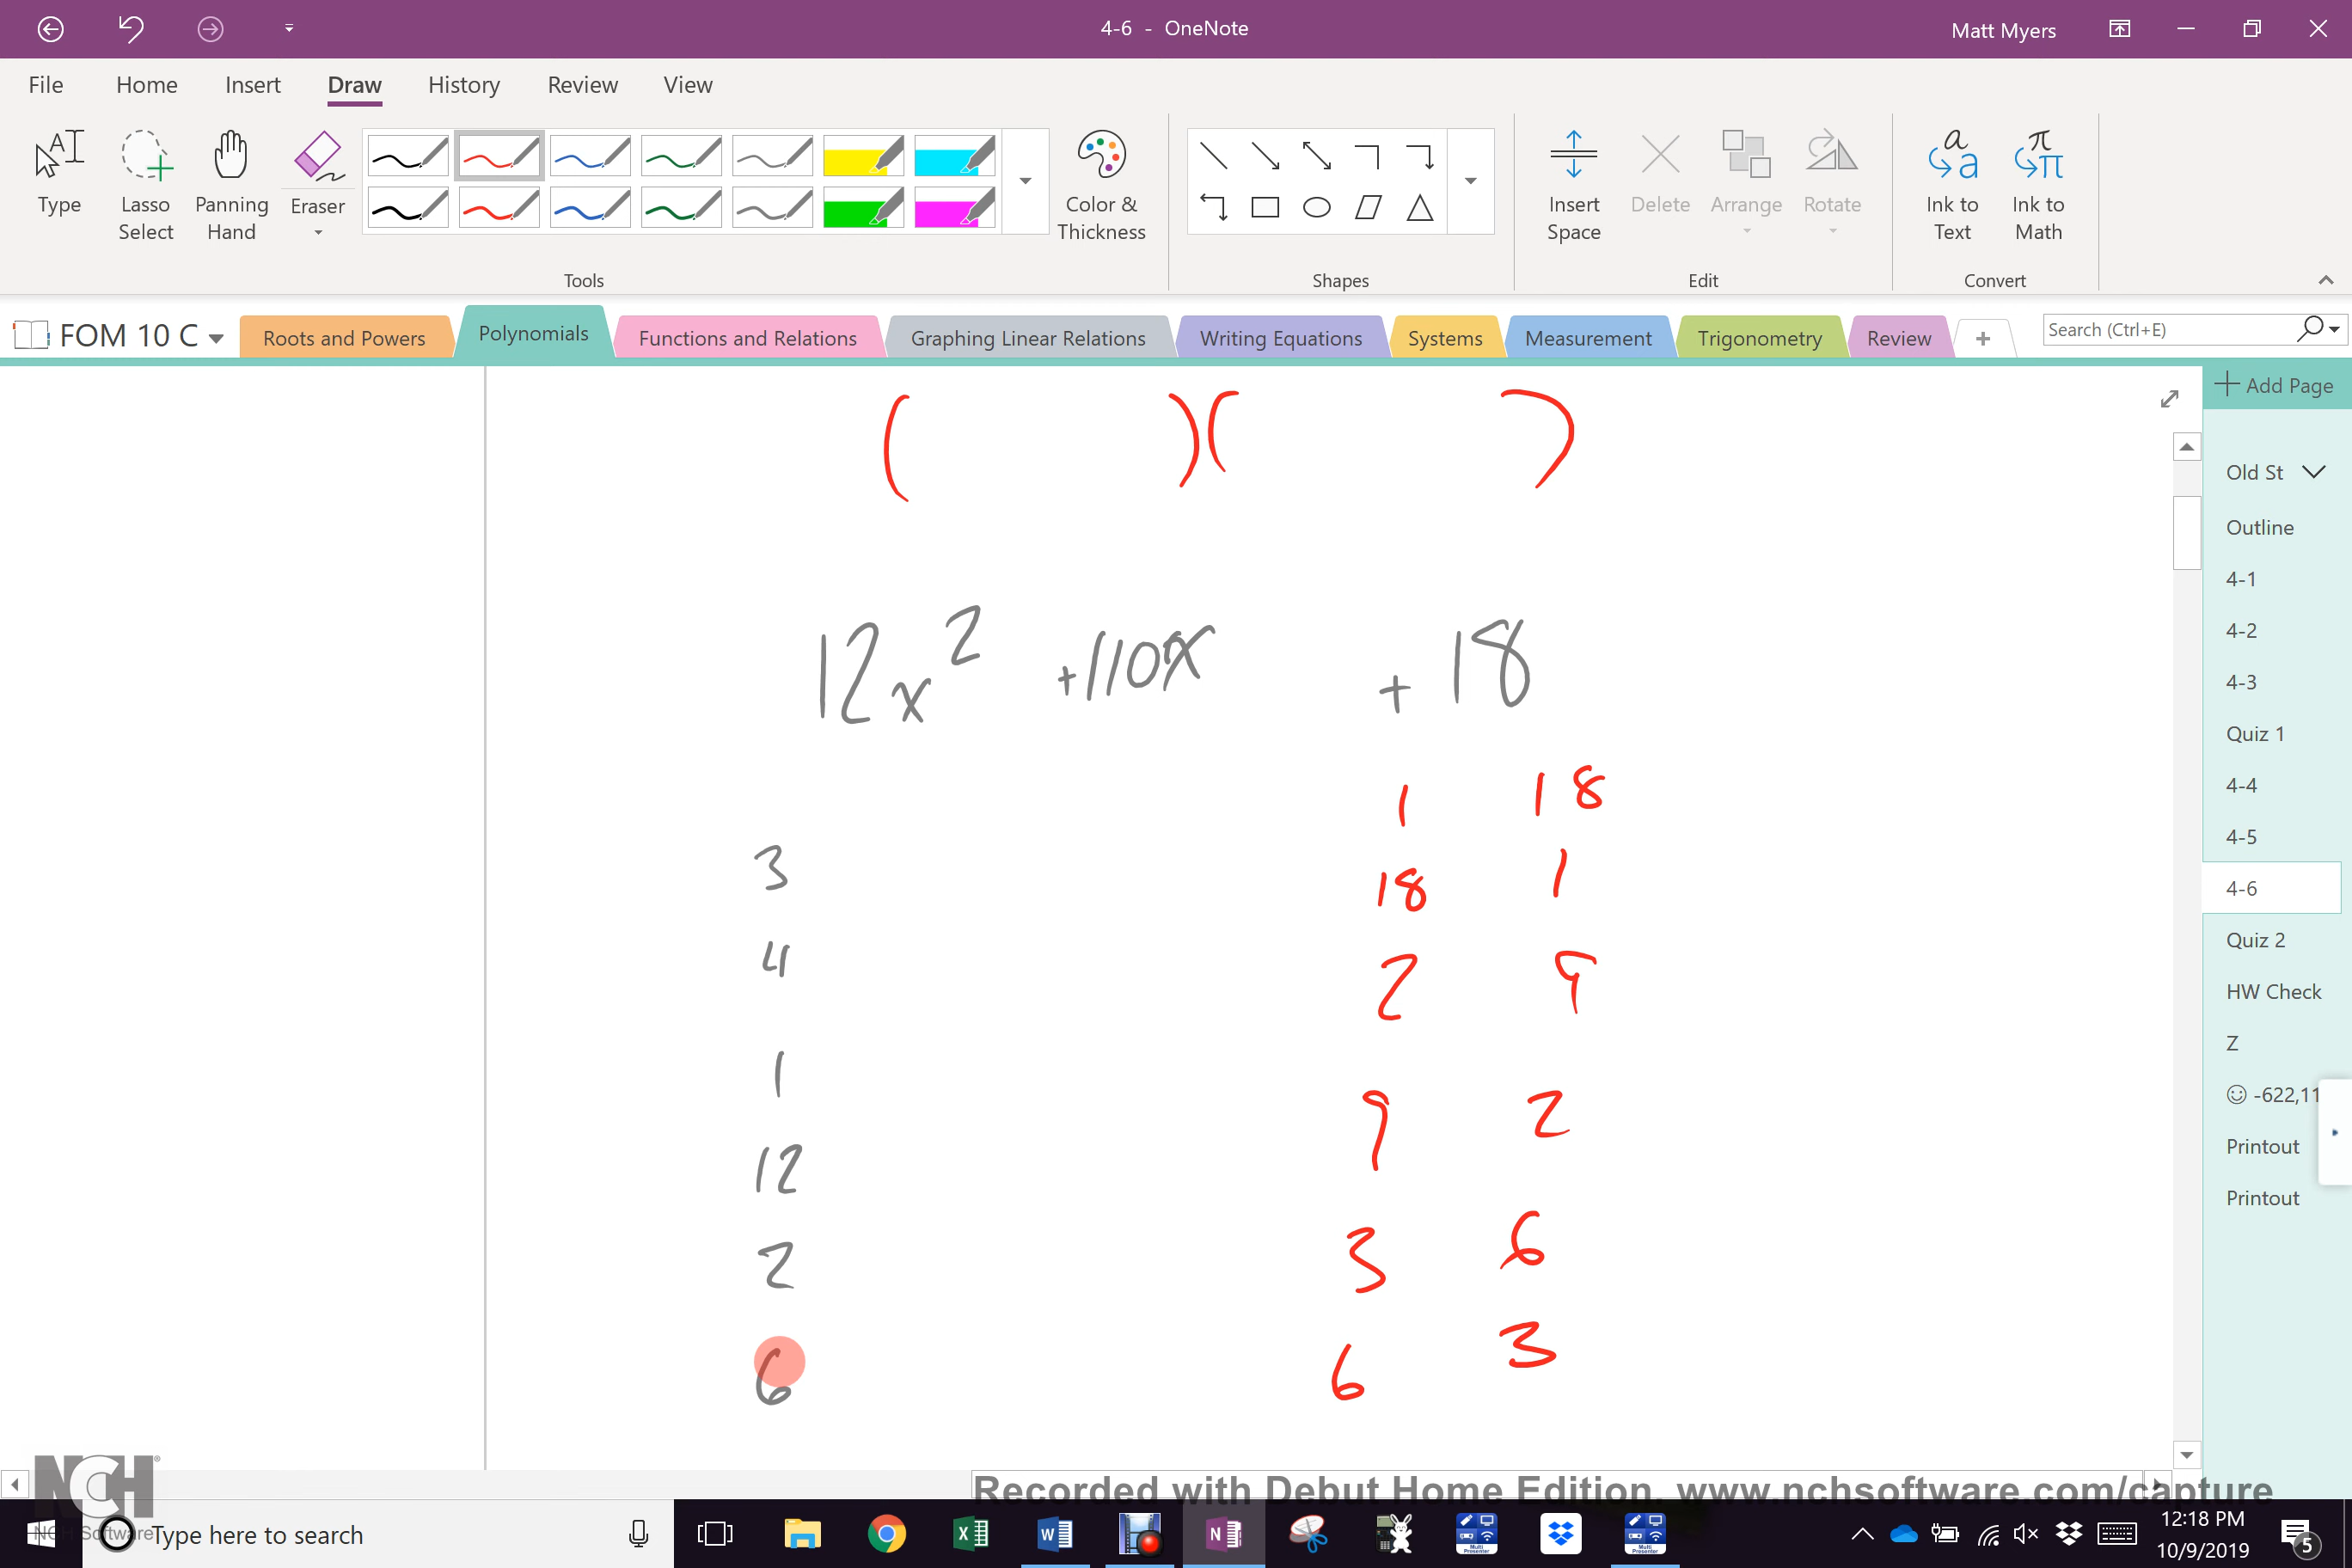 4-6 - OneNote
Matt Myers
File Home Insert Draw History Review View
Type
Lasso Select
Panning Hand
Eraser
Color & Thickness
Insert Space
Delete
Arrange
Rotate
Ink to Text
Ink to Math
Tools
Shapes
Edit
Convert
FOM 10 C
Roots and Powers
Polynomials
Functions and Relations
Graphing Linear Relations
Writing Equations
Systems
Measurement
Trigonometry
Review
Search (Ctrl+E)
Add Page
Old St
Outline
4-1
4-2
4-3
Quiz 1
4-4
4-5
4-6
Quiz 2
HW Check
Z
-622,11
Printout
Printout
( )( )
12x² +110x + 18
1 18
3
18 1
4
2 9
1
9 2
12
2
3 6
6
6 3
NCH
NCH Software
Recorded with Debut Home Edition. www.nchsoftware.com/capture
Type here to search
12:18 PM
10/9/2019
5